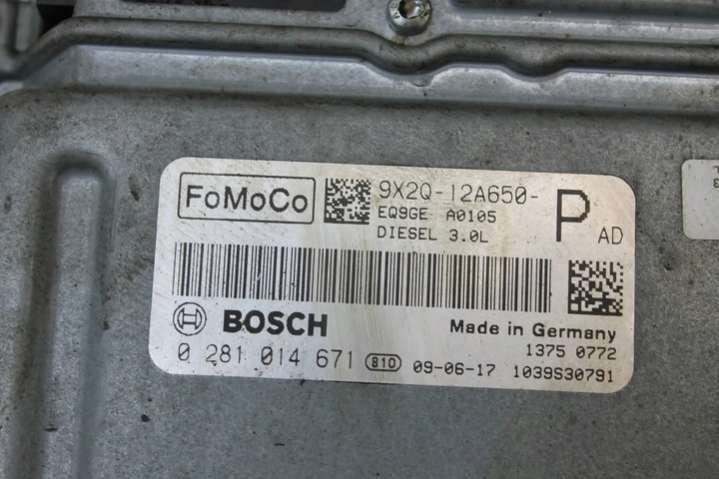 FoMoCo
9X2Q-12A650-
P AD
EQ9GE A0105
DIESEL 3.0L
BOSCH
Made in Germany
1375 0772
0 281 014 671 810 09-06-17 1039S30791